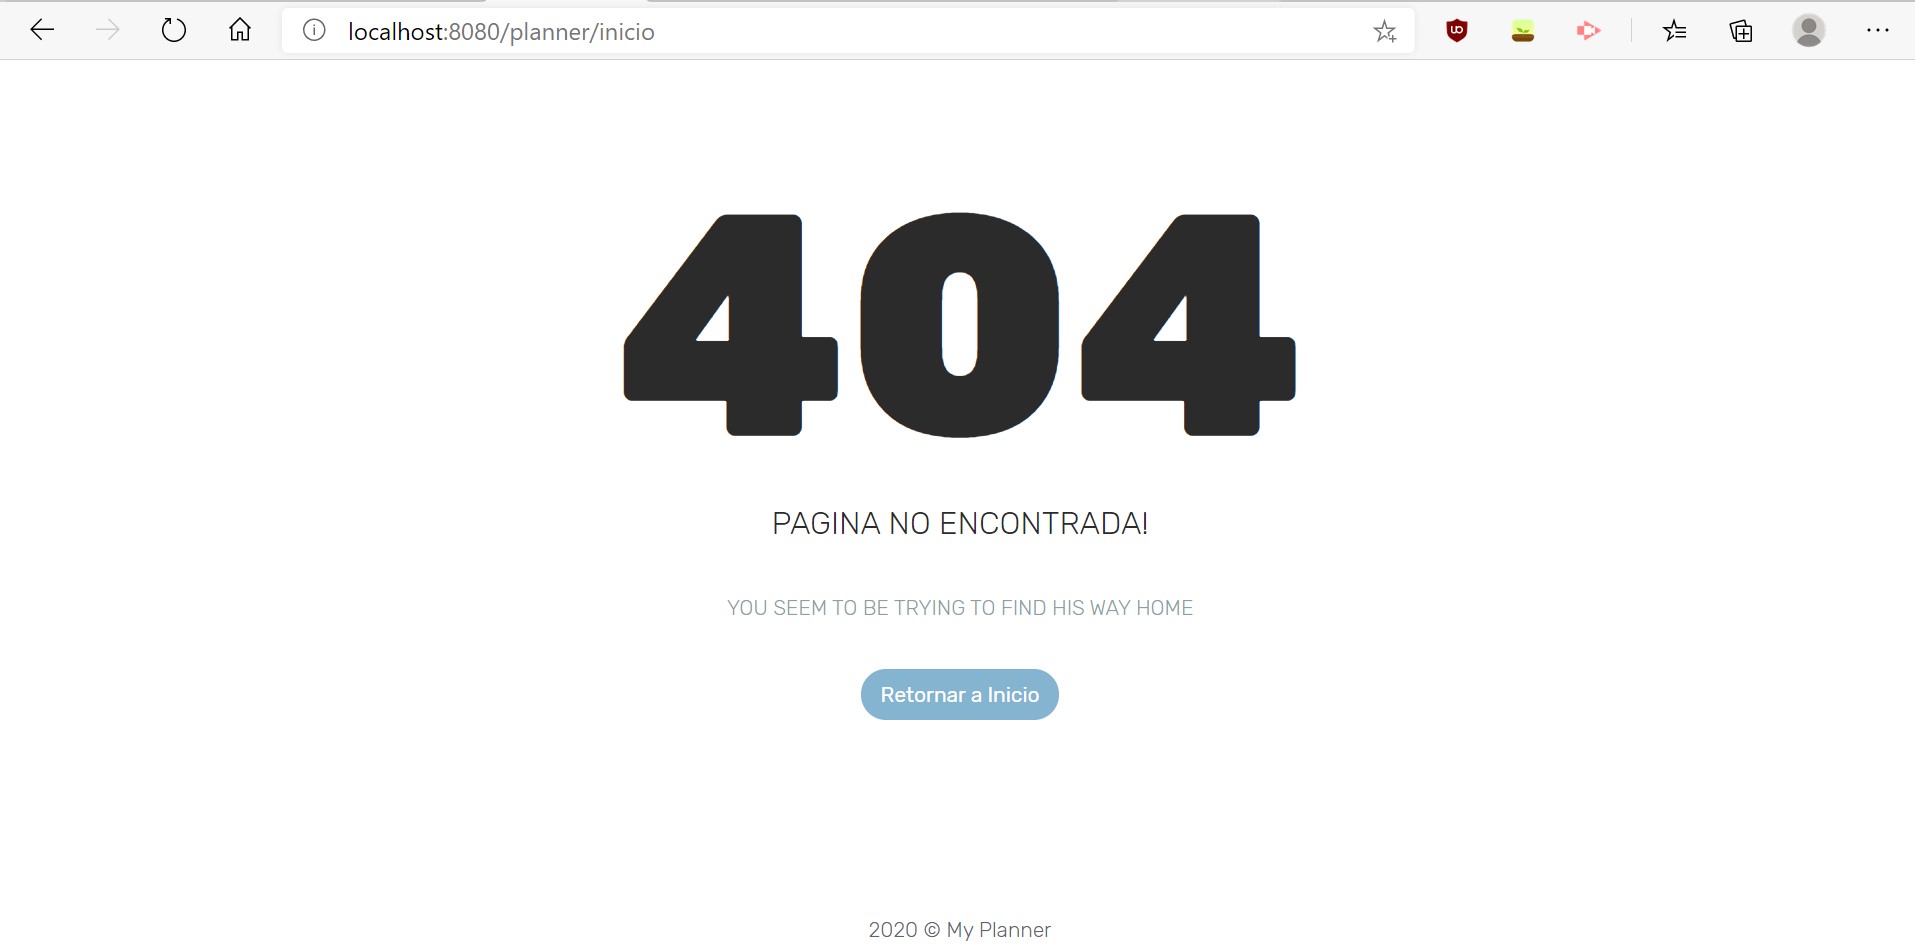 localhost:8080/planner/inicio
404
PAGINA NO ENCONTRADA!
YOU SEEM TO BE TRYING TO FIND HIS WAY HOME
Retornar a Inicio
2020 © My Planner